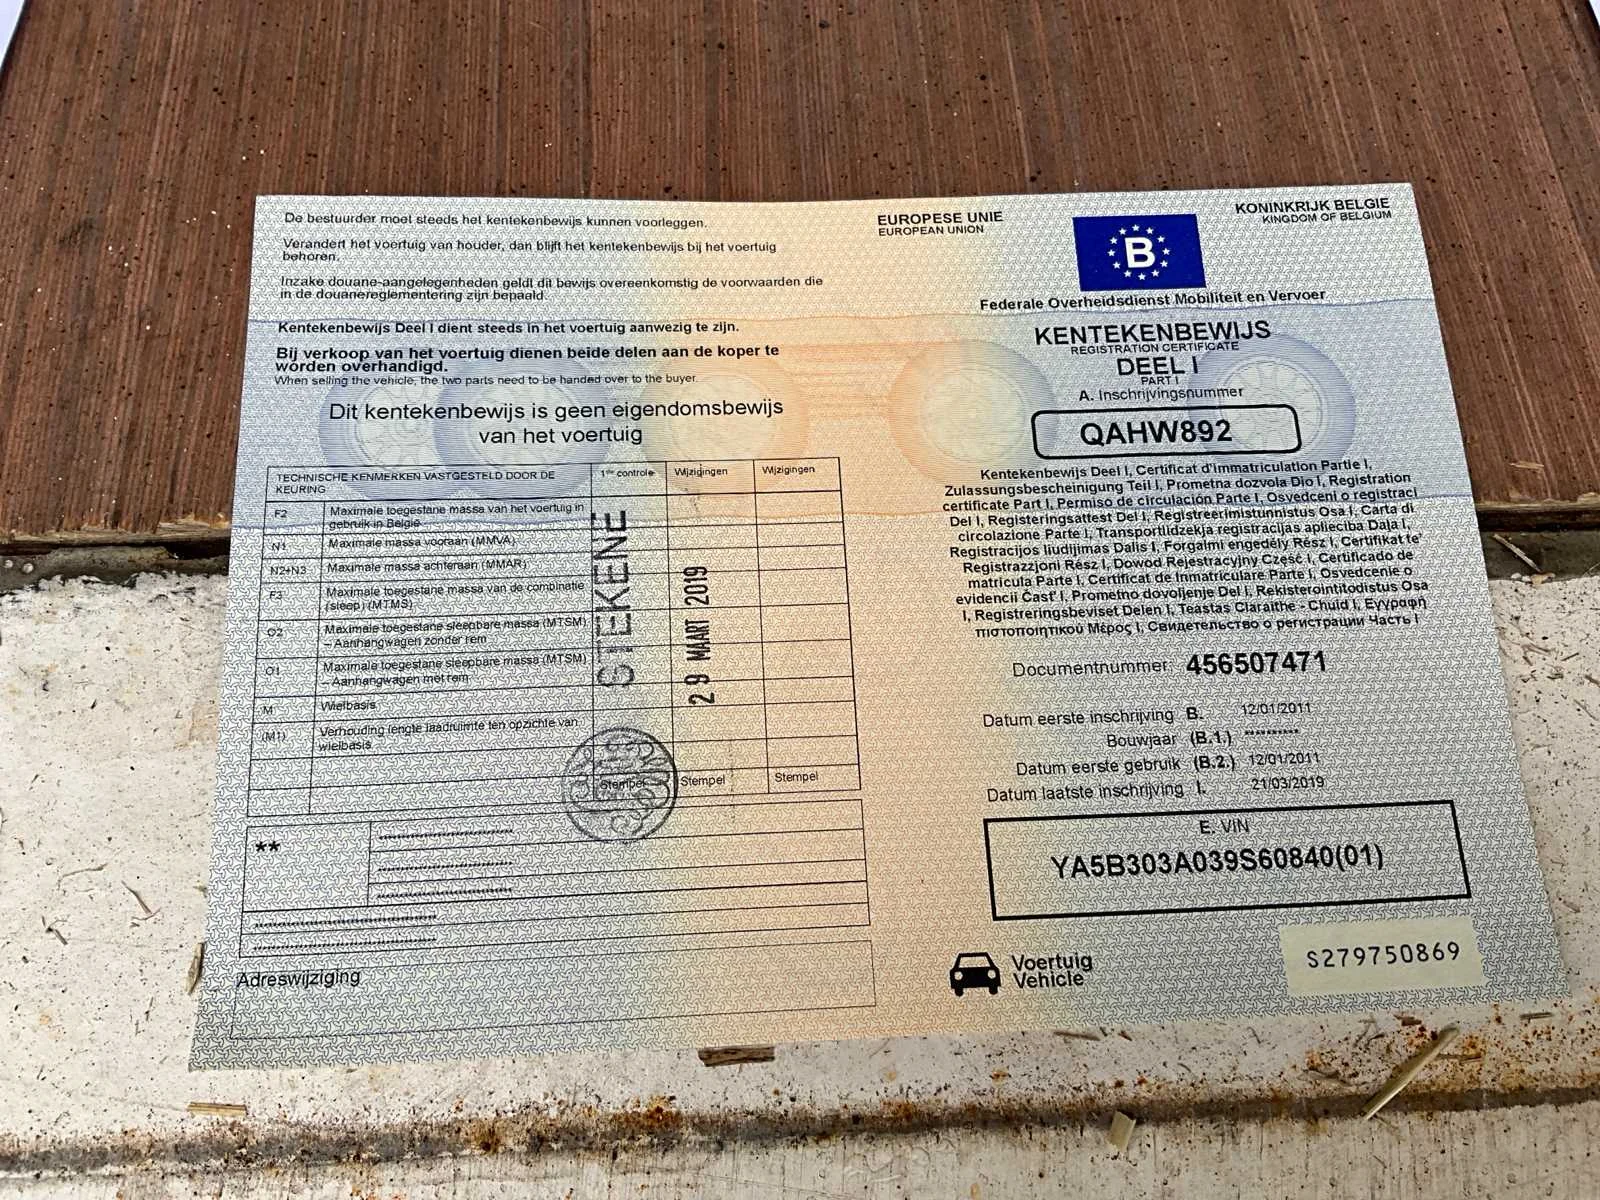 De bestuurder moet steeds het kentekenbewijs kunnen voorleggen.
Verandert het voertuig van houder, dan blijft het kentekenbewijs bij het voertuig
behoren.
Inzake douane-aangelegenheden geldt dit bewijs overeenkomstig de voorwaarden die
in de douanereglementering zijn bepaald.
Kentekenbewijs Deel I dient steeds in het voertuig aanwezig te zijn.
Bij verkoop van het voertuig dienen beide delen aan de koper te
worden overhandigd.
When selling the vehicle, the two parts need to be handed over to the buyer.
Dit kentekenbewijs is geen eigendomsbewijs
van het voertuig
TECHNISCHE KENMERKEN VASTGESTELD DOOR DE
KEURING
1ste controle
Wijzigingen
Wijzigingen
F2 Maximale toegestane massa van het voertuig in
gebruik in België
N1 Maximale massa vooraan (MMVA)
N2+N3 Maximale massa achteraan (MMAR)
F3 Maximale toegestane massa van de combinatie
(sleep) (MTMS)
O2 Maximale toegestane sleepbare massa (MTSM)
– Aanhangwagen zonder rem
O1 Maximale toegestane sleepbare massa (MTSM)
– Aanhangwagen met rem
M Wielbasis
(M1) Verhouding lengte laadruimte ten opzichte van
wielbasis
Stempel
Stempel
Stempel
STEKENE
29 MAART 2019
**
Adreswijziging
EUROPESE UNIE
EUROPEAN UNION
B
KONINKRIJK BELGIE
KINGDOM OF BELGIUM
Federale Overheidsdienst Mobiliteit en Vervoer
KENTEKENBEWIJS
REGISTRATION CERTIFICATE
DEEL I
PART I
A. Inschrijvingsnummer
QAHW892
Kentekenbewijs Deel I, Certificat d'immatriculation Partie I,
Zulassungsbescheinigung Teil I, Prometna dozvola Dio I, Registration
certificate Part I, Permiso de circulación Parte I, Osvedceni o registraci
Del I, Registeringsattest Del I, Registreerimistunnistus Osa I, Carta di
circolazione Parte I, Transportlidzekja registracijas aplieciba Daļa I,
Registracijos liudijimas Dalis I, Forgalmi engedély Rész I, Certifikat te'
Registrazzjoni Rész I, Dowod Rejestracyjny Część I, Certificado de
matricula Parte I, Certificat de Inmatriculare Parte I, Osvedcenie o
evidencii Časť I, Prometno dovoljenje Del I, Rekisterointitodistus Osa
I, Registreringsbeviset Delen I, Teastas Claraithe - Chuid I, Εγγραφή
πιστοποιητικού Μέρος I, Свидетельство о регистрации Часть I
Documentnummer: 456507471
Datum eerste inschrijving B. 12/01/2011
Bouwjaar (B.1.) **********
Datum eerste gebruik (B.2.) 12/01/2011
Datum laatste inschrijving I. 21/03/2019
E. VIN
YA5B303A039S60840(01)
Voertuig
Vehicle
S279750869